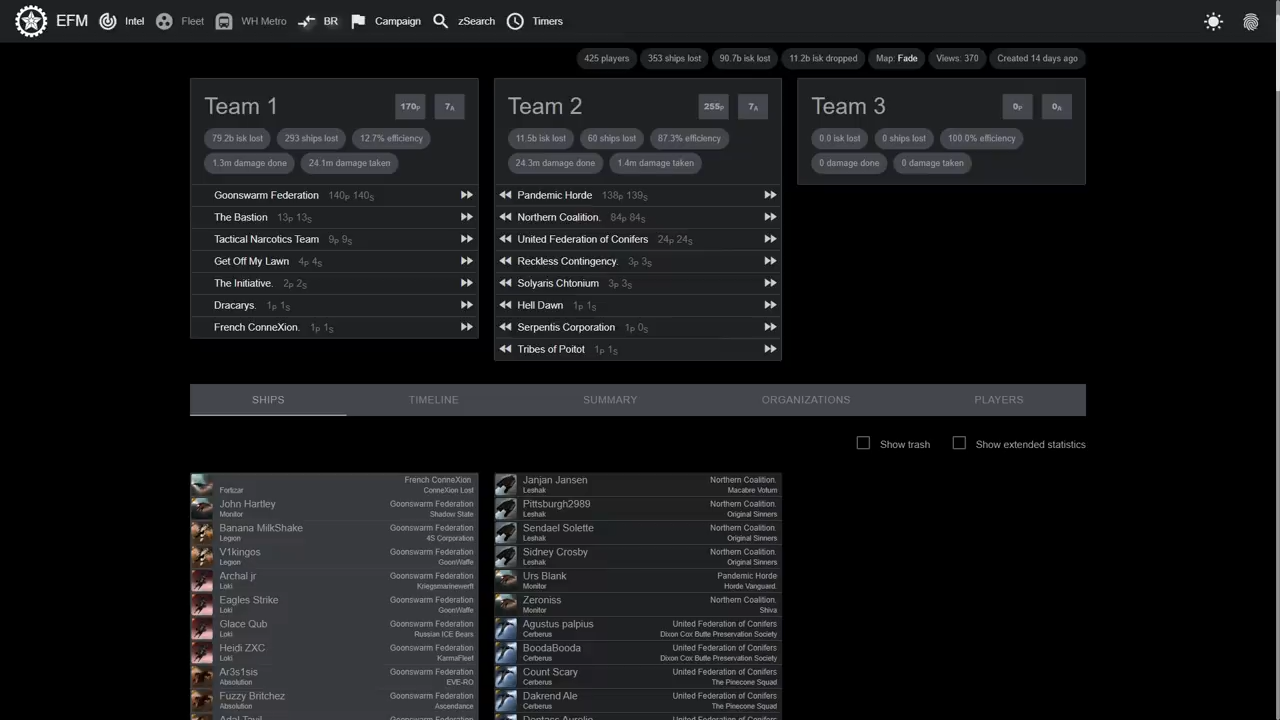 EFM Intel Fleet WH Metro BR Campaign zSearch Timers
425 players 353 ships lost 90.7b isk lost 11.2b isk dropped Map: Fade Views: 370 Created 14 days ago
Team 1 170P 7A
79.2b isk lost 293 ships lost 12.7% efficiency
1.3m damage done 24.1m damage taken
Goonswarm Federation 140P 140S
The Bastion 13P 13S
Tactical Narcotics Team 9P 9S
Get Off My Lawn 4P 4S
The Initiative. 2P 2S
Dracarys. 1P 1S
French ConneXion. 1P 1S
Team 2 255P 7A
11.5b isk lost 60 ships lost 87.3% efficiency
24.3m damage done 1.4m damage taken
Pandemic Horde 138P 139S
Northern Coalition. 84P 84S
United Federation of Conifers 24P 24S
Reckless Contingency. 3P 3S
Solyaris Chtonium 3P 3S
Hell Dawn 1P 1S
Serpentis Corporation 1P 0S
Tribes of Poitot 1P 1S
Team 3 0P 0A
0.0 isk lost 0 ships lost 100.0% efficiency
0 damage done 0 damage taken
SHIPS TIMELINE SUMMARY ORGANIZATIONS PLAYERS
Show trash Show extended statistics
French ConneXion.
Fortizar ConneXion Lost
John Hartley Goonswarm Federation
Monitor Shadow State
Banana MilkShake Goonswarm Federation
Legion 4S Corporation
V1kingos Goonswarm Federation
Legion GoonWaffe
Archal jr Goonswarm Federation
Loki Kriegsmarinewerft
Eagles Strike Goonswarm Federation
Loki GoonWaffe
Glace Qub Goonswarm Federation
Loki Russian ICE Bears
Heidi ZXC Goonswarm Federation
Loki KarmaFleet
Ar3s1sis Goonswarm Federation
Absolution EVE-RO
Fuzzy Britchez Goonswarm Federation
Absolution Ascendance
Janjan Jansen Northern Coalition.
Leshak Macabre Votum
Pittsburgh2989 Northern Coalition.
Leshak Original Sinners
Sendael Solette Northern Coalition.
Leshak Original Sinners
Sidney Crosby Northern Coalition.
Leshak Original Sinners
Urs Blank Pandemic Horde
Monitor Horde Vanguard.
Zeroniss Northern Coalition.
Monitor Shiva
Agustus palpius United Federation of Conifers
Cerberus Dixon Cox Butte Preservation Society
BoodaBooda United Federation of Conifers
Cerberus Dixon Cox Butte Preservation Society
Count Scary United Federation of Conifers
Cerberus The Pinecone Squad
Dakrend Ale United Federation of Conifers
Cerberus The Pinecone Squad